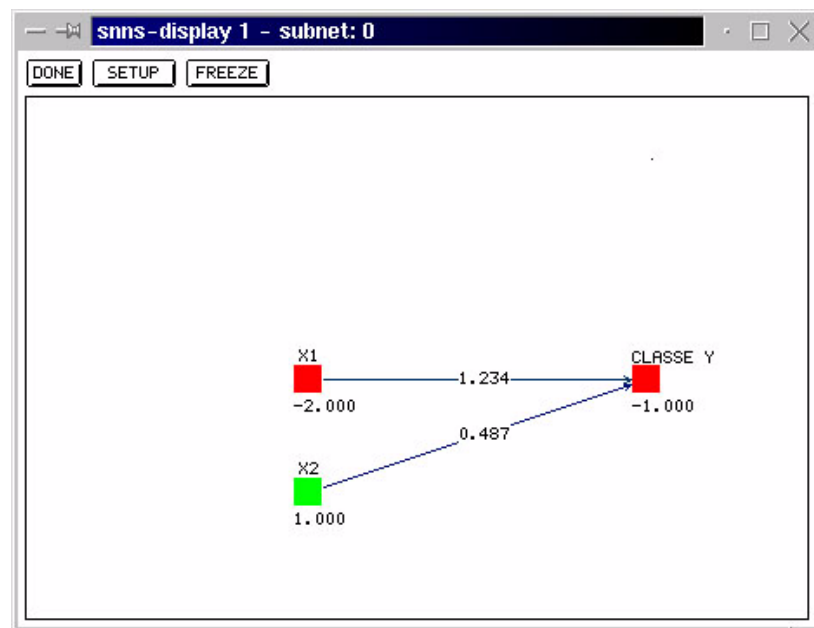 snns-display 1 - subnet: 0
DONE SETUP FREEZE
X1 CLASSE Y
1.234
-2.000 -1.000
0.487
X2
1.000